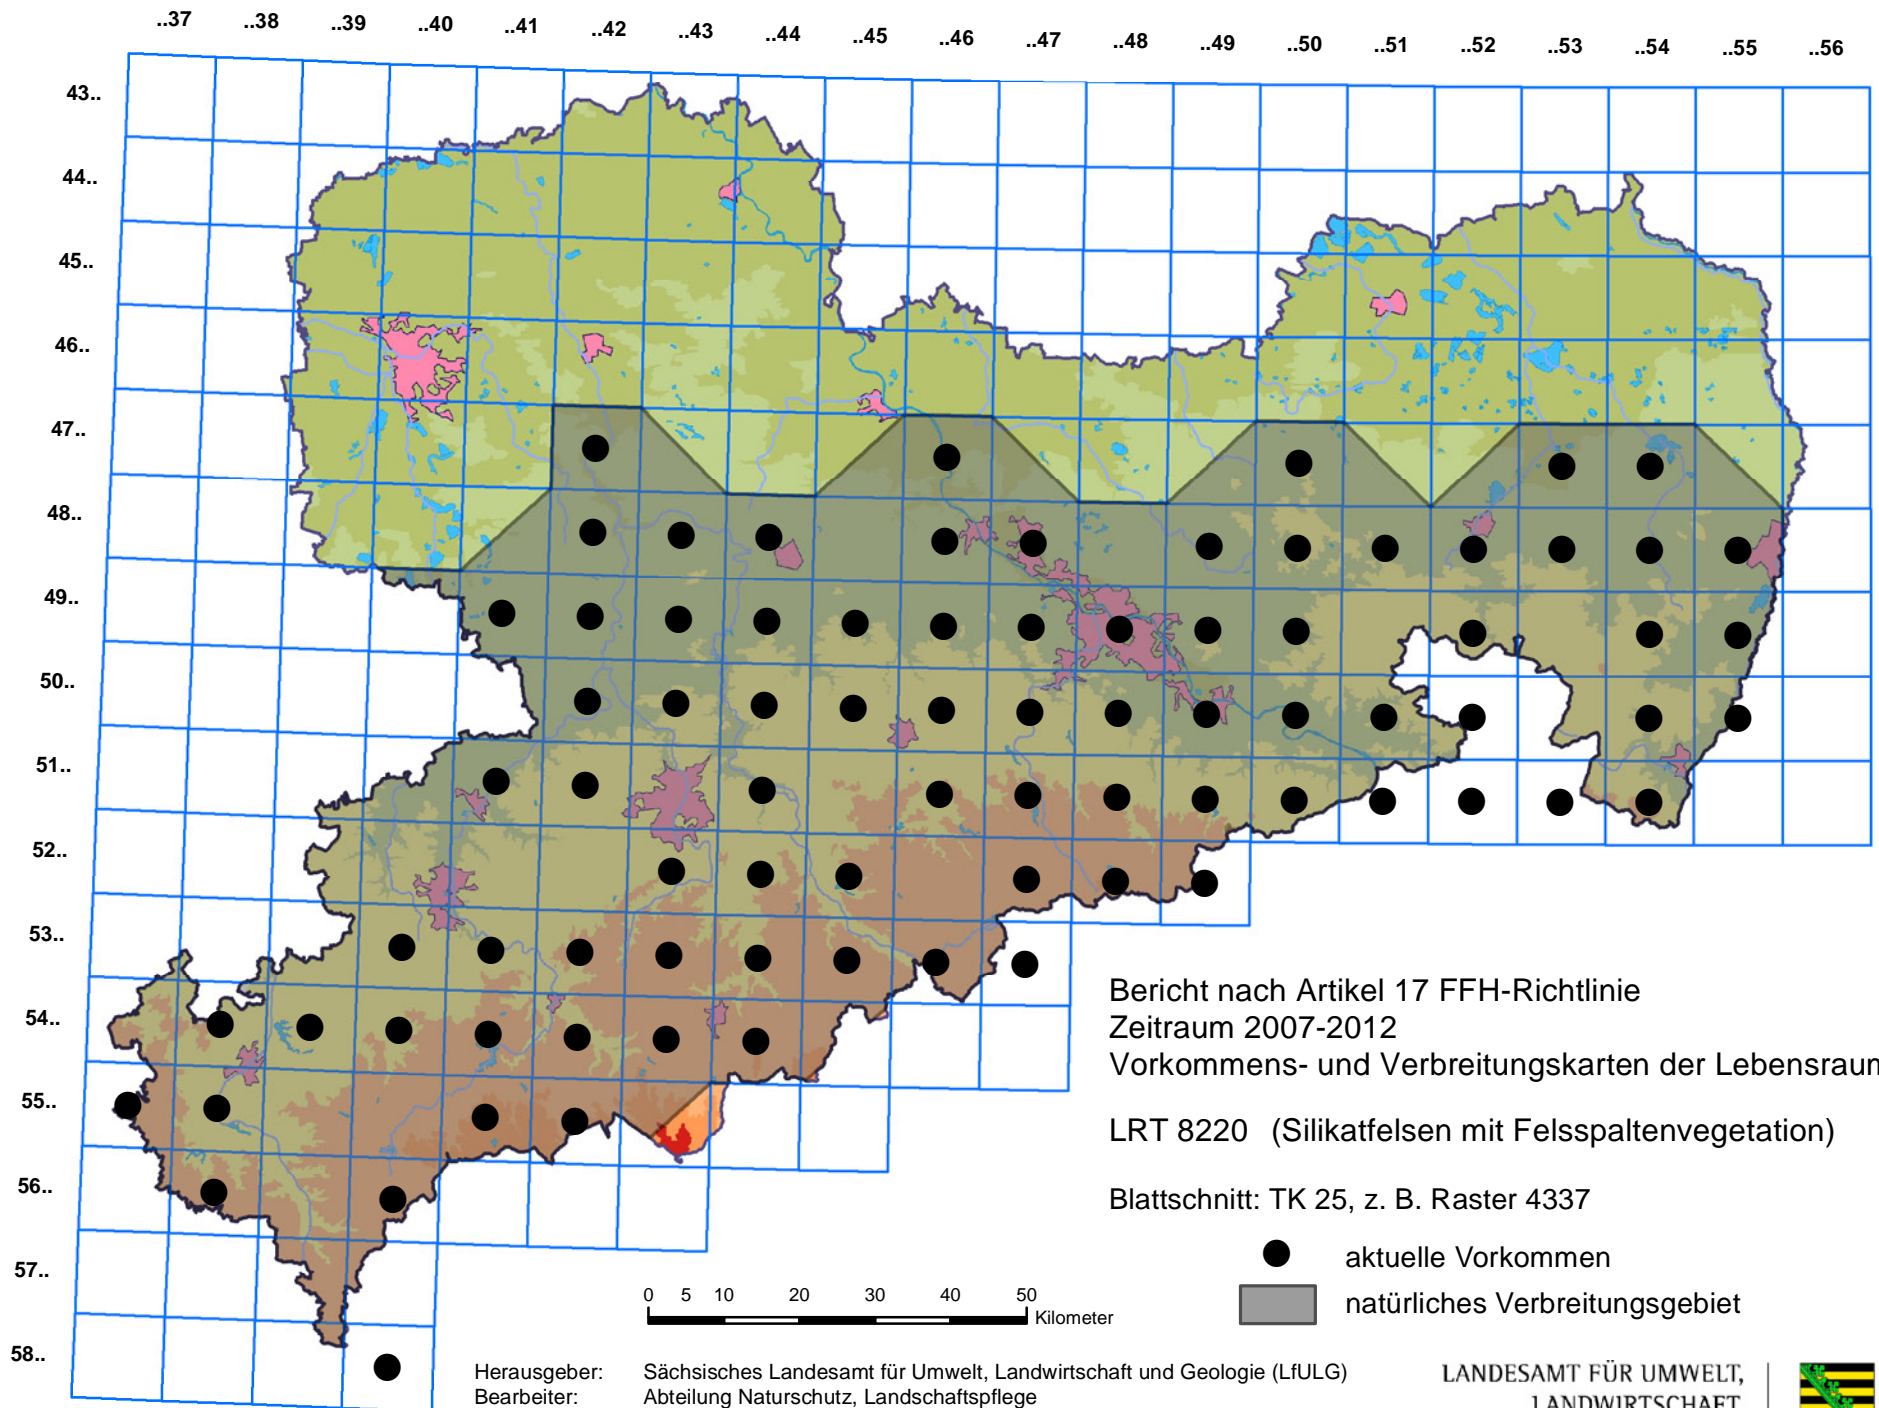 ..37 ..38 ..39 ..40 ..41 ..42 ..43 ..44 ..45 ..46 ..47 ..48 ..49 ..50 ..51 ..52 ..53 ..54 ..55 ..56
43..
44..
45..
46..
47..
48..
49..
50..
51..
52..
53..
54..
55..
56..
57..
58..
Bericht nach Artikel 17 FFH-Richtlinie
Zeitraum 2007-2012
Vorkommens- und Verbreitungskarten der Lebensraum
LRT 8220 (Silikatfelsen mit Felsspaltenvegetation)
Blattschnitt: TK 25, z. B. Raster 4337
aktuelle Vorkommen
natürliches Verbreitungsgebiet
0 5 10 20 30 40 50
Kilometer
Herausgeber: Sächsisches Landesamt für Umwelt, Landwirtschaft und Geologie (LfULG)
Bearbeiter: Abteilung Naturschutz, Landschaftspflege
LANDESAMT FÜR UMWELT,
LANDWIRTSCHAFT